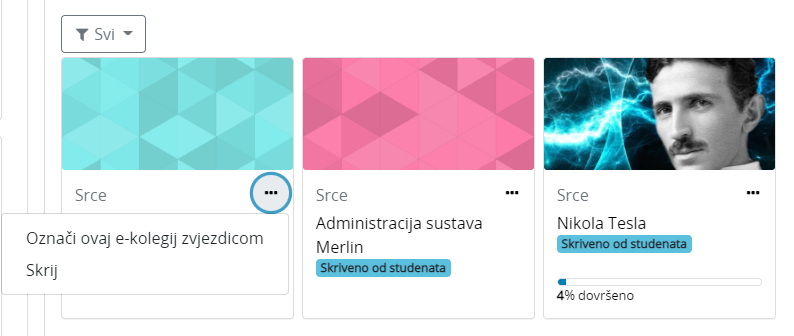 Svi
Srce
Srce
Srce
Označi ovaj e-kolegij zvjezdicom
Skrij
Administracija sustava
Merlin
Skriveno od studenata
Nikola Tesla
Skriveno od studenata
4% dovršeno